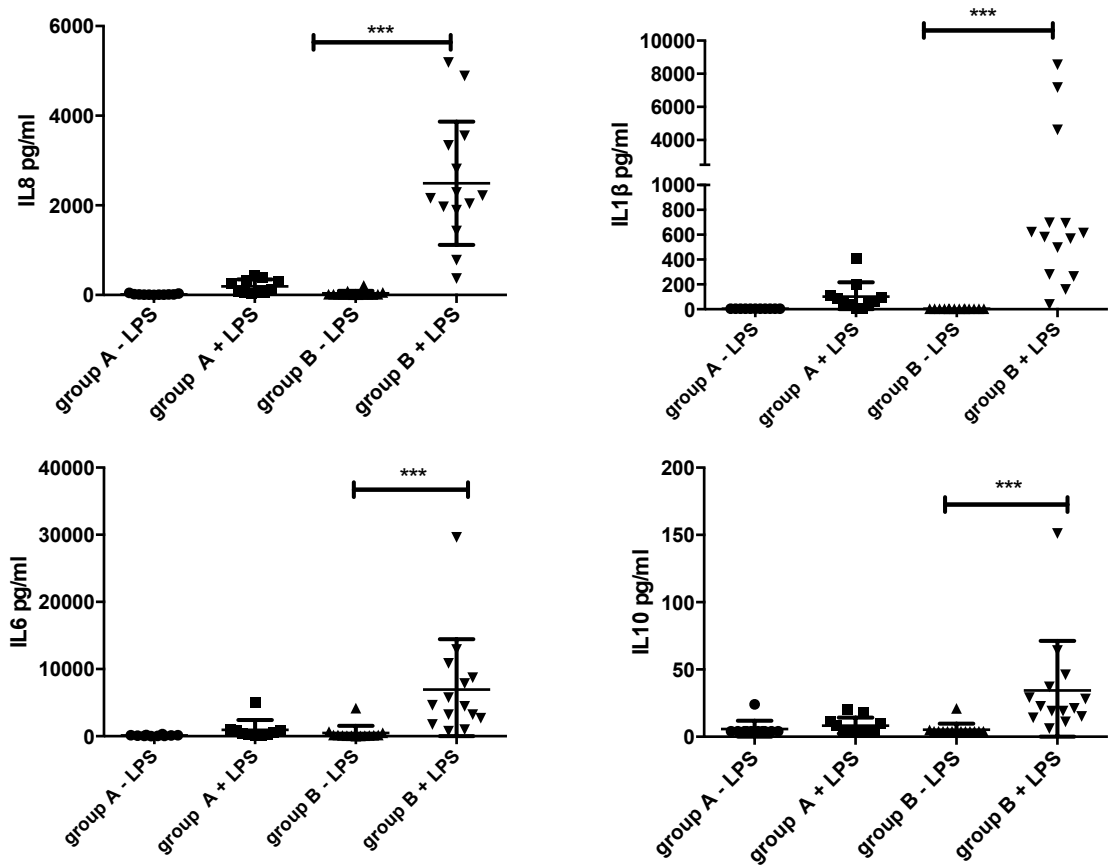 6000
4000
2000
0
IL8 pg/ml
***
group A - LPS
group A + LPS
group B - LPS
group B + LPS
10000
8000
6000
4000
2000
1000
800
600
400
200
0
IL1β pg/ml
***
group A - LPS
group A + LPS
group B - LPS
group B + LPS
40000
30000
20000
10000
0
IL6 pg/ml
***
group A - LPS
group A + LPS
group B - LPS
group B + LPS
200
150
100
50
0
IL10 pg/ml
***
group A - LPS
group A + LPS
group B - LPS
group B + LPS